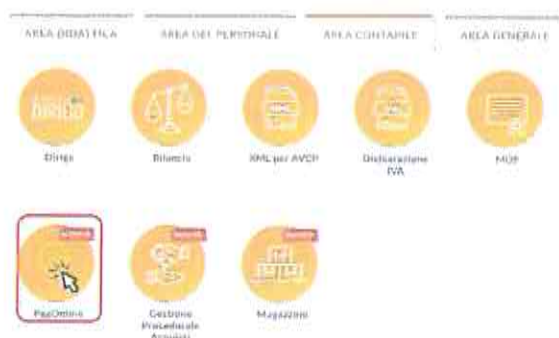 AREA DIDATTICA AREA DEL PERSONALE AREA CONTABILE AREA GENERALE
Dirigo Bilancio XML per AVCP Dichiarazione MOF
IVA
PagOnline Gestione Magazzino
Procedurale
Acquisti